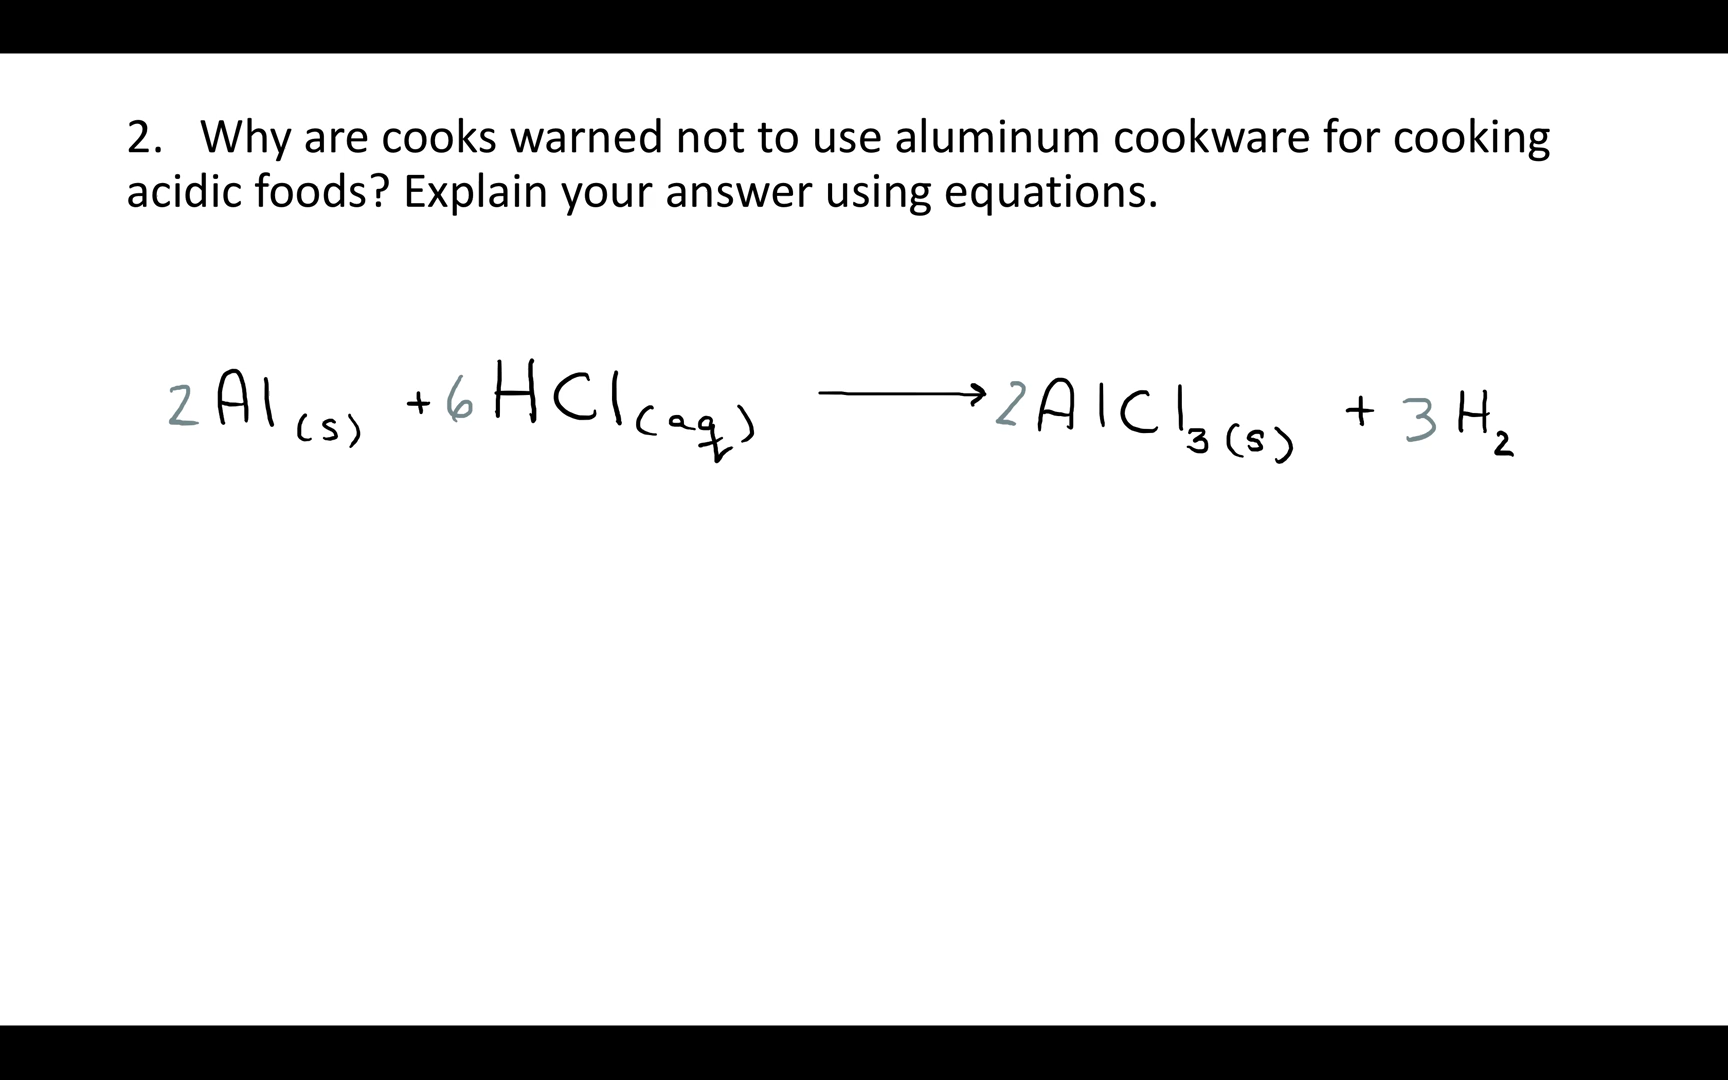 2. Why are cooks warned not to use aluminum cookware for cooking
acidic foods? Explain your answer using equations.
2Al(s) + 6HCl(aq) ⟶ 2AlCl₃(s) + 3H₂